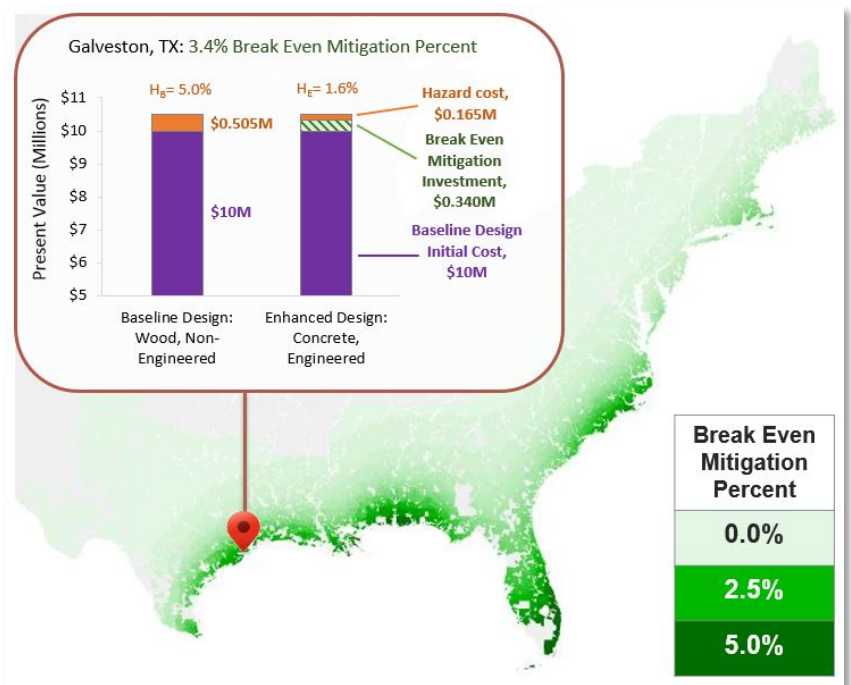 Galveston, TX: 3.4% Break Even Mitigation Percent
H_B= 5.0%
H_E= 1.6%
Present Value (Millions)
$11
$10
$9
$8
$7
$6
$5
$0.505M
$10M
Hazard cost,
$0.165M
Break Even
Mitigation
Investment,
$0.340M
Baseline Design
Initial Cost,
$10M
Baseline Design:
Wood, Non-
Engineered
Enhanced Design:
Concrete,
Engineered
Break Even
Mitigation
Percent
0.0%
2.5%
5.0%